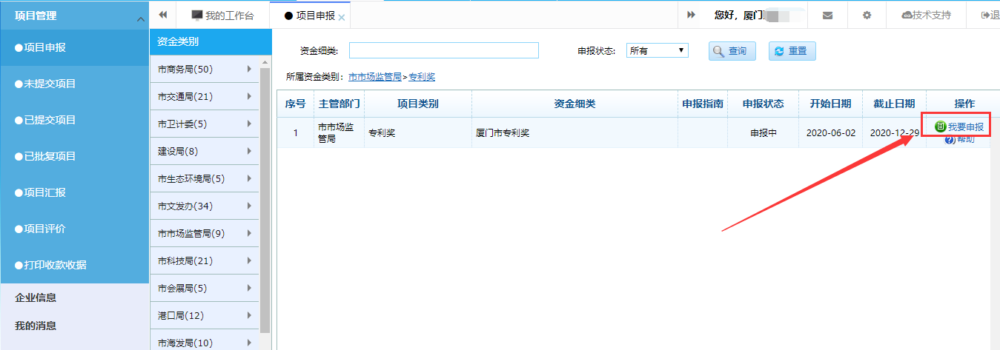 项目管理
我的工作台
项目申报
您好，厦门
技术支持
退
项目申报
未提交项目
已提交项目
已批复项目
项目汇报
项目评价
打印收款收据
企业信息
我的消息
资金类别
市商务局(50)
市交通局(21)
市卫计委(5)
建设局(8)
市生态环境局(5)
市文发办(34)
市市场监管局(9)
市科技局(21)
市会展局(5)
港口局(12)
市海发局(10)
资金细类: 申报状态: 所有 查询 重置
所属资金类别: 市市场监管局>专利奖
序号 主管部门 项目类别 资金细类 申报指南 申报状态 开始日期 截止日期 操作
1 市市场监管局 专利奖 厦门市专利奖 申报中 2020-06-02 2020-12-29 我要申报
帮助